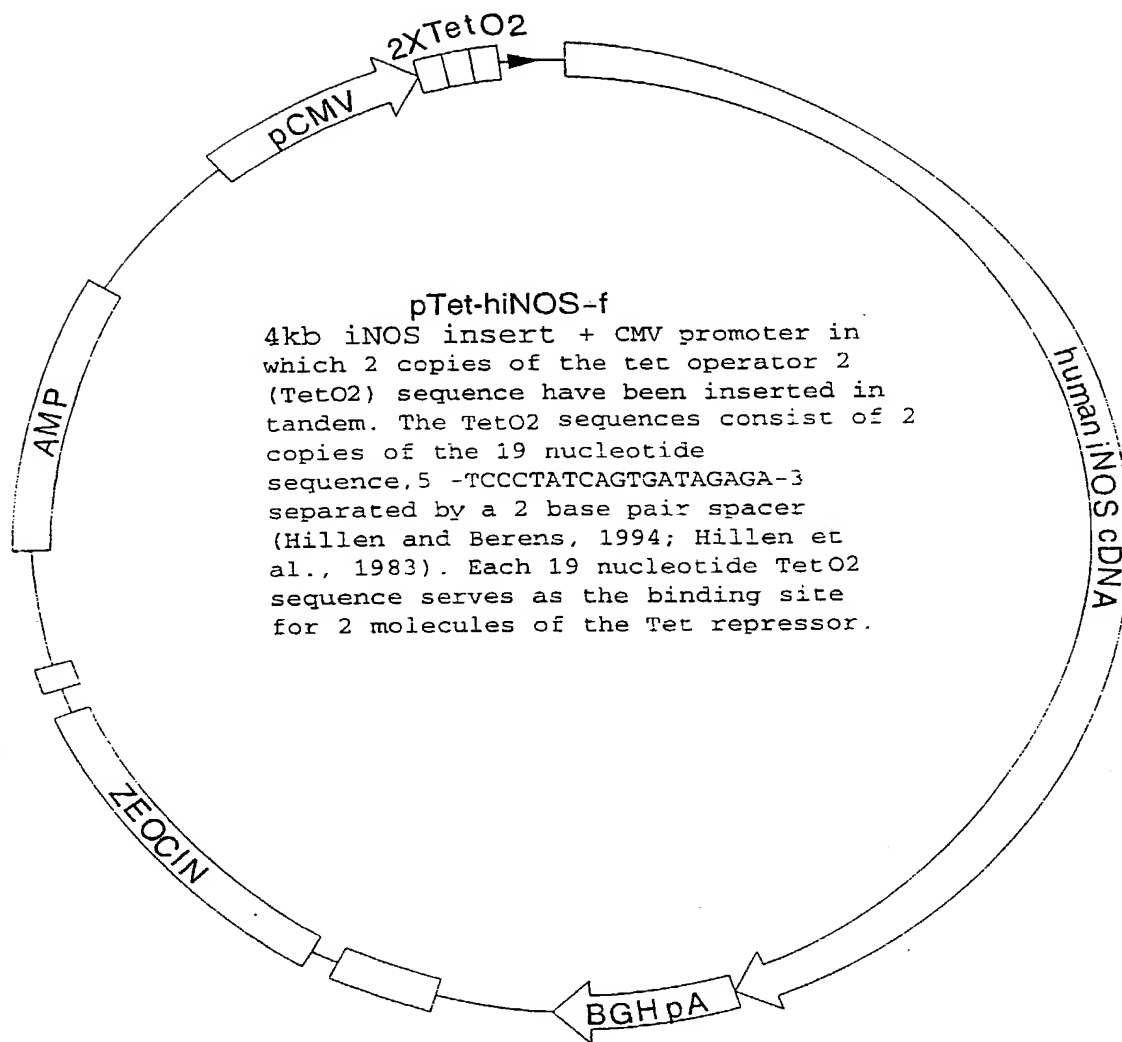 2XTetO2
pCMV
pTet-hiNOS-f
4kb iNOS insert + CMV promoter in
which 2 copies of the tet operator 2
(TetO2) sequence have been inserted in
tandem. The TetO2 sequences consist of 2
copies of the 19 nucleotide
sequence,5 -TCCCTATCAGTGATAGAGA-3
separated by a 2 base pair spacer
(Hillen and Berens, 1994; Hillen et
al., 1983). Each 19 nucleotide TetO2
sequence serves as the binding site
for 2 molecules of the Tet repressor.
human iNOS cDNA
AMP
ZEOCIN
BGHpA